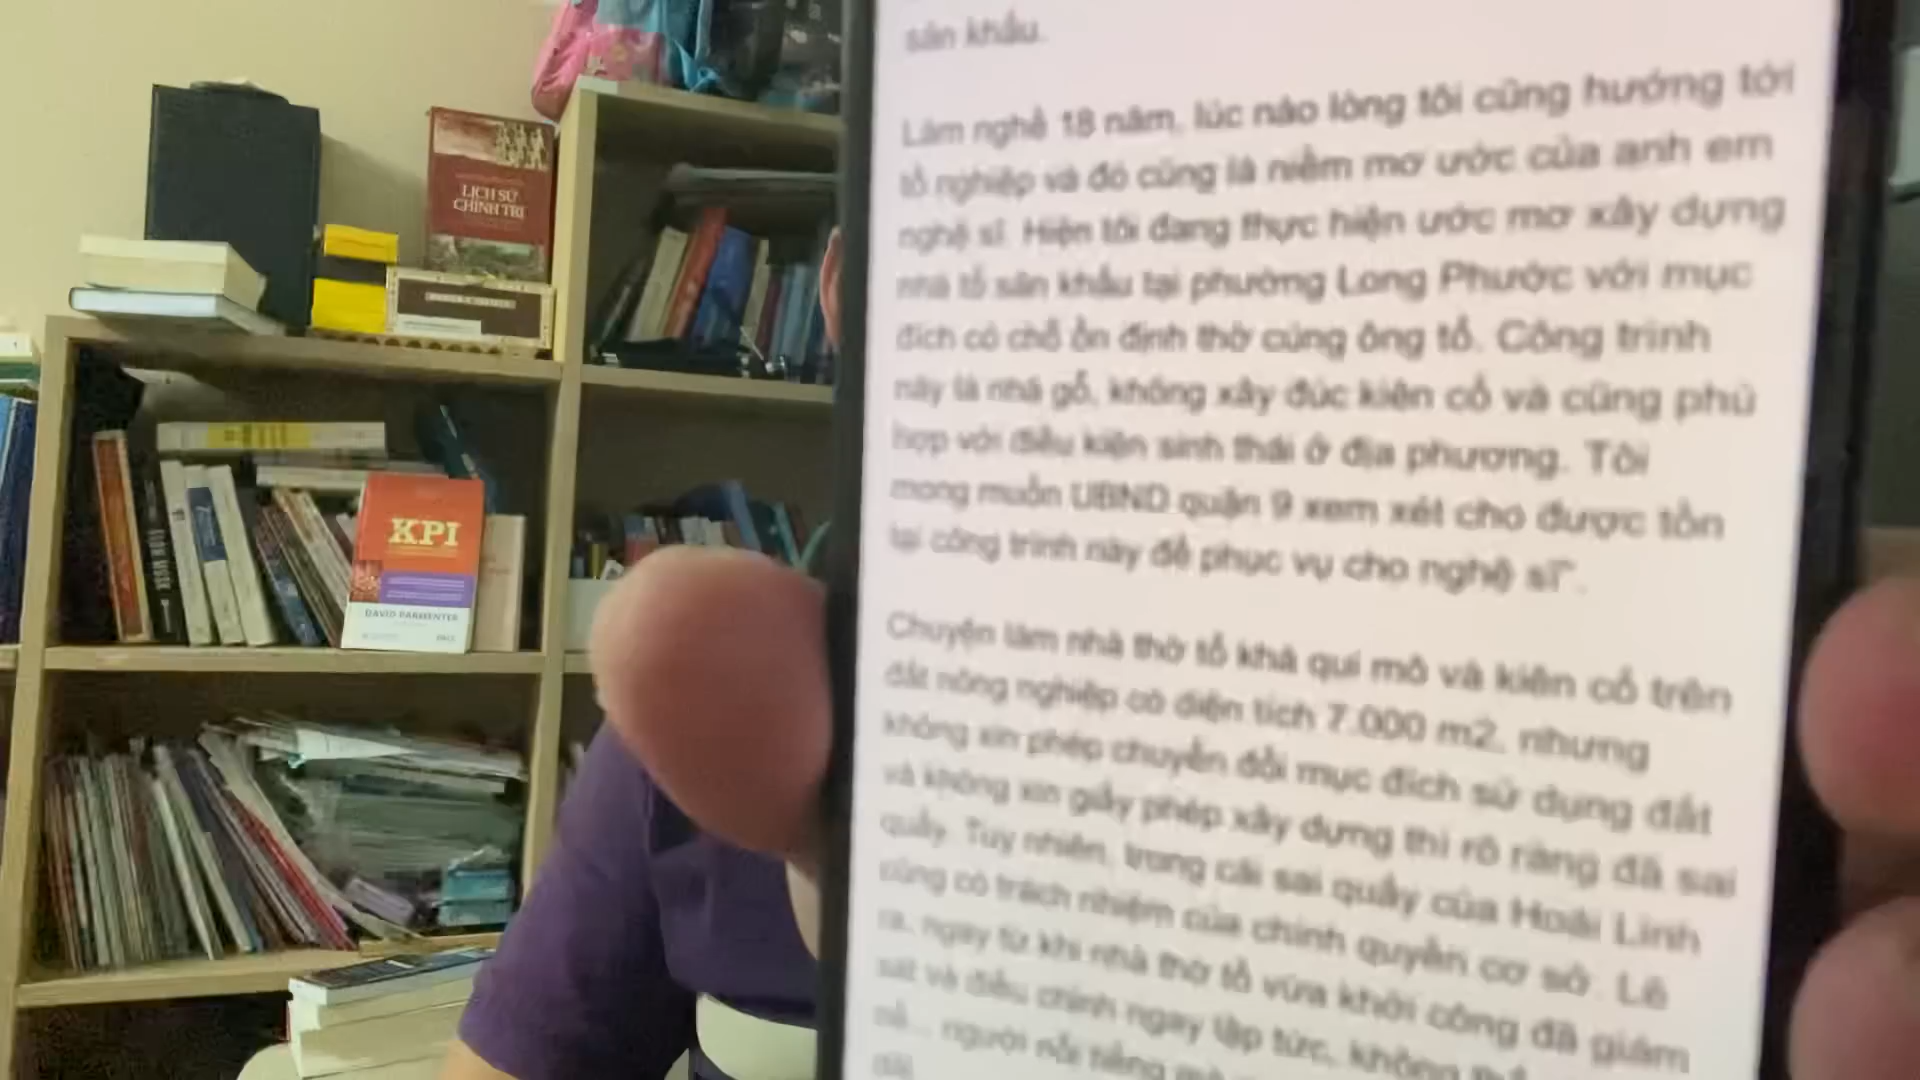 LỊCH SỬ
CHÍNH TRỊ
KPI
DAVID PARMENTER
PACE
sân khấu.
Làm nghề 18 năm, lúc nào lòng tôi cũng hướng tới
tổ nghiệp và đó cũng là niềm mơ ước của anh em
nghệ sĩ. Hiện tôi đang thực hiện ước mơ xây dựng
nhà tổ sân khấu tại phường Long Phước với mục
đích có chỗ ổn định thờ cúng ông tổ. Công trình
này là nhà gỗ, không xây đúc kiên cố và cũng phù
hợp với điều kiện sinh thái ở địa phương. Tôi
mong muốn UBND quận 9 xem xét cho được tồn
tại công trình này để phục vụ cho nghệ sĩ".
Chuyện làm nhà thờ tổ khá qui mô và kiên cố trên
đất nông nghiệp có diện tích 7.000 m2, nhưng
không xin phép chuyển đổi mục đích sử dụng đất
và không xin giấy phép xây dựng thì rõ ràng đã sai
quấy. Tuy nhiên, trong cái sai quấy của Hoài Linh
cũng có trách nhiệm của chính quyền cơ sở. Lẽ
ra, ngay từ khi nhà thờ tổ vừa khởi công đã giám
sát và điều chỉnh ngay lập tức, không
nể... người nổi tiếng